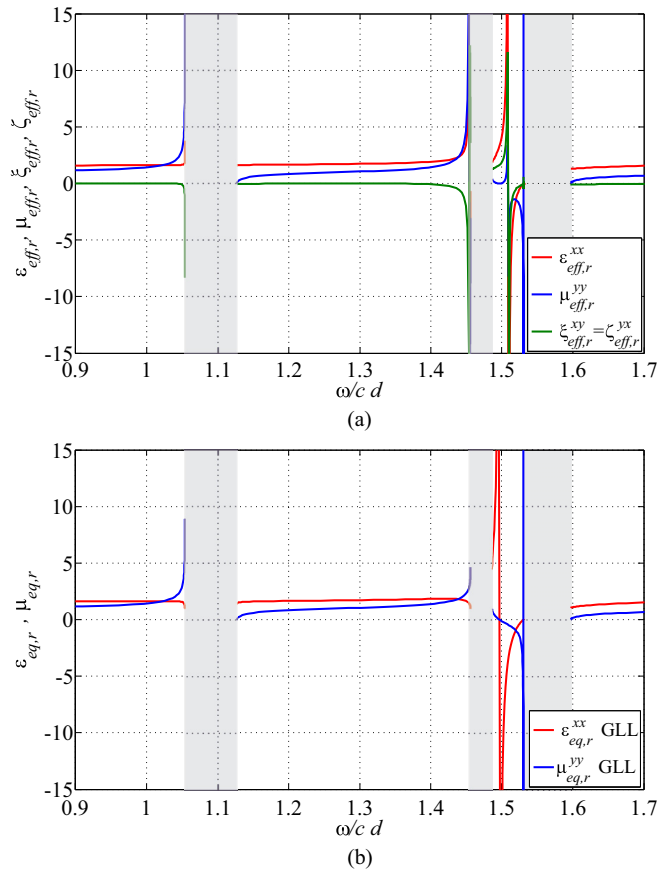 15
10
5
0
-5
-10
-15
ε_eff,r, μ_eff,r, ξ_eff,r, ζ_eff,r
ε^xx_eff,r
μ^yy_eff,r
ξ^xy_eff,r=ζ^yx_eff,r
0.9 1 1.1 1.2 1.3 1.4 1.5 1.6 1.7
ω/c d
(a)
15
10
5
0
-5
-10
-15
ε_eq,r , μ_eq,r
ε^xx_eq,r GLL
μ^yy_eq,r GLL
0.9 1 1.1 1.2 1.3 1.4 1.5 1.6 1.7
ω/c d
(b)